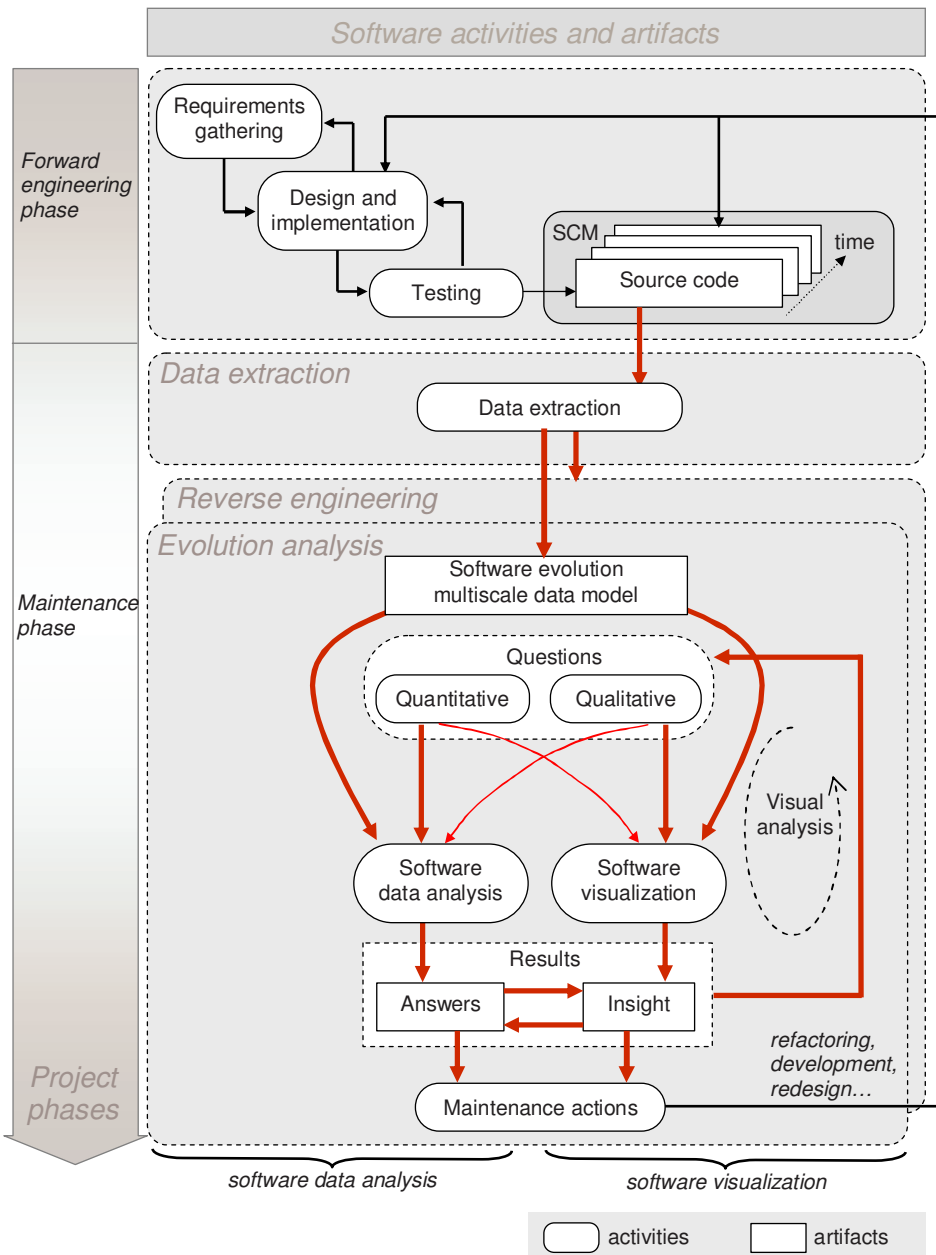 Software activities and artifacts
Requirements
gathering
Forward
engineering
phase
Design and
implementation
SCM
time
Source code
Testing
Data extraction
Data extraction
Reverse engineering
Evolution analysis
Software evolution
multiscale data model
Maintenance
phase
Questions
Quantitative
Qualitative
Visual
analysis
Software
data analysis
Software
visualization
Results
Answers
Insight
refactoring,
development,
redesign...
Project
phases
Maintenance actions
software data analysis
software visualization
activities
artifacts